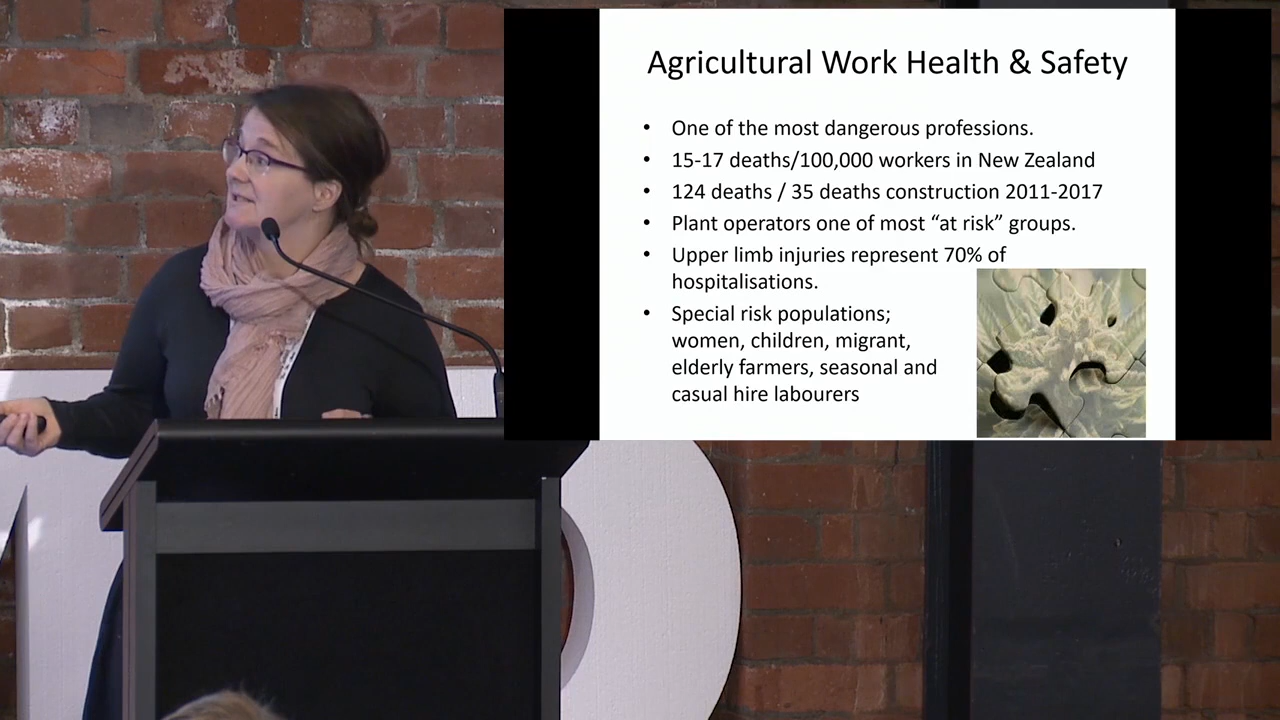 Agricultural Work Health & Safety
• One of the most dangerous professions.
• 15-17 deaths/100,000 workers in New Zealand
• 124 deaths / 35 deaths construction 2011-2017
• Plant operators one of most “at risk” groups.
• Upper limb injuries represent 70% of
hospitalisations.
• Special risk populations;
women, children, migrant,
elderly farmers, seasonal and
casual hire labourers